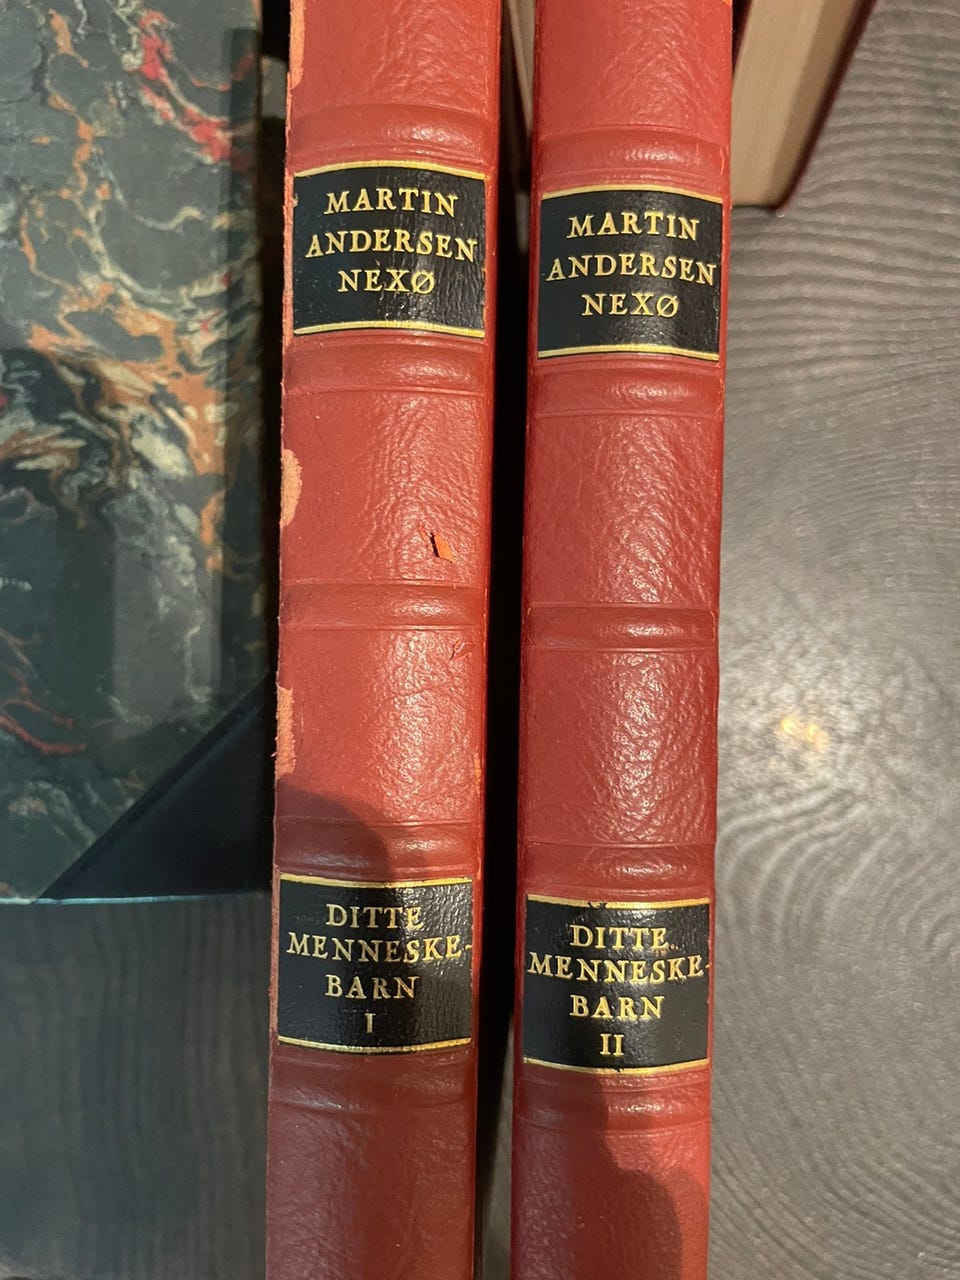 MARTIN
ANDERSEN
NEXØ
DITTE
MENNESKE-
BARN
I
MARTIN
ANDERSEN
NEXØ
DITTE
MENNESKE-
BARN
II